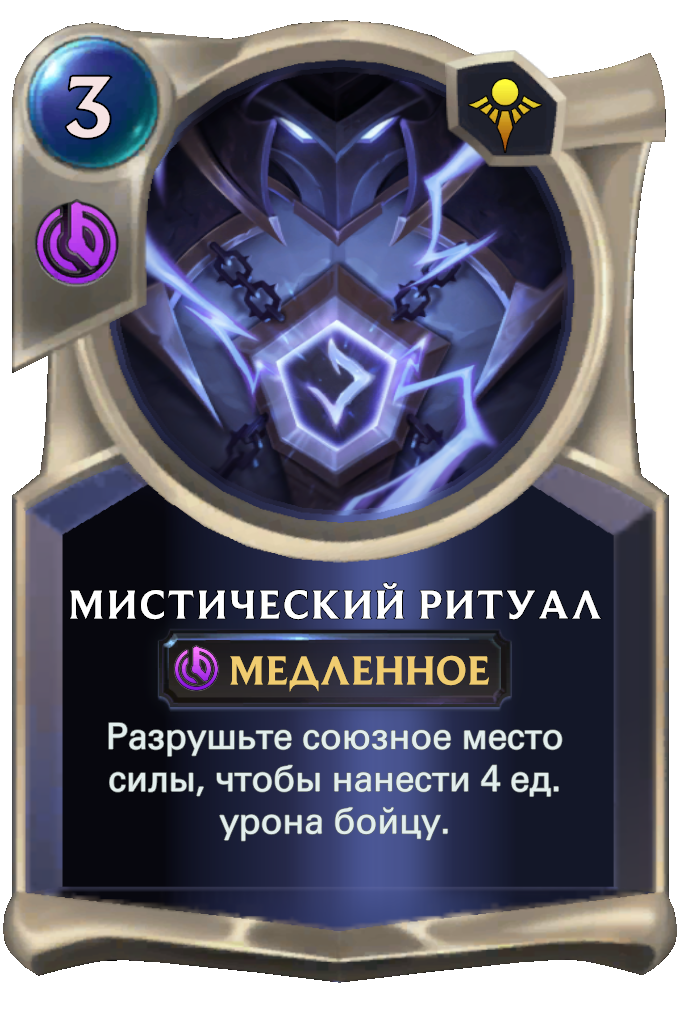 3
МИСТИЧЕСКИЙ РИТУАЛ
МЕДЛЕННОЕ
Разрушьте союзное место
силы, чтобы нанести 4 ед.
урона бойцу.